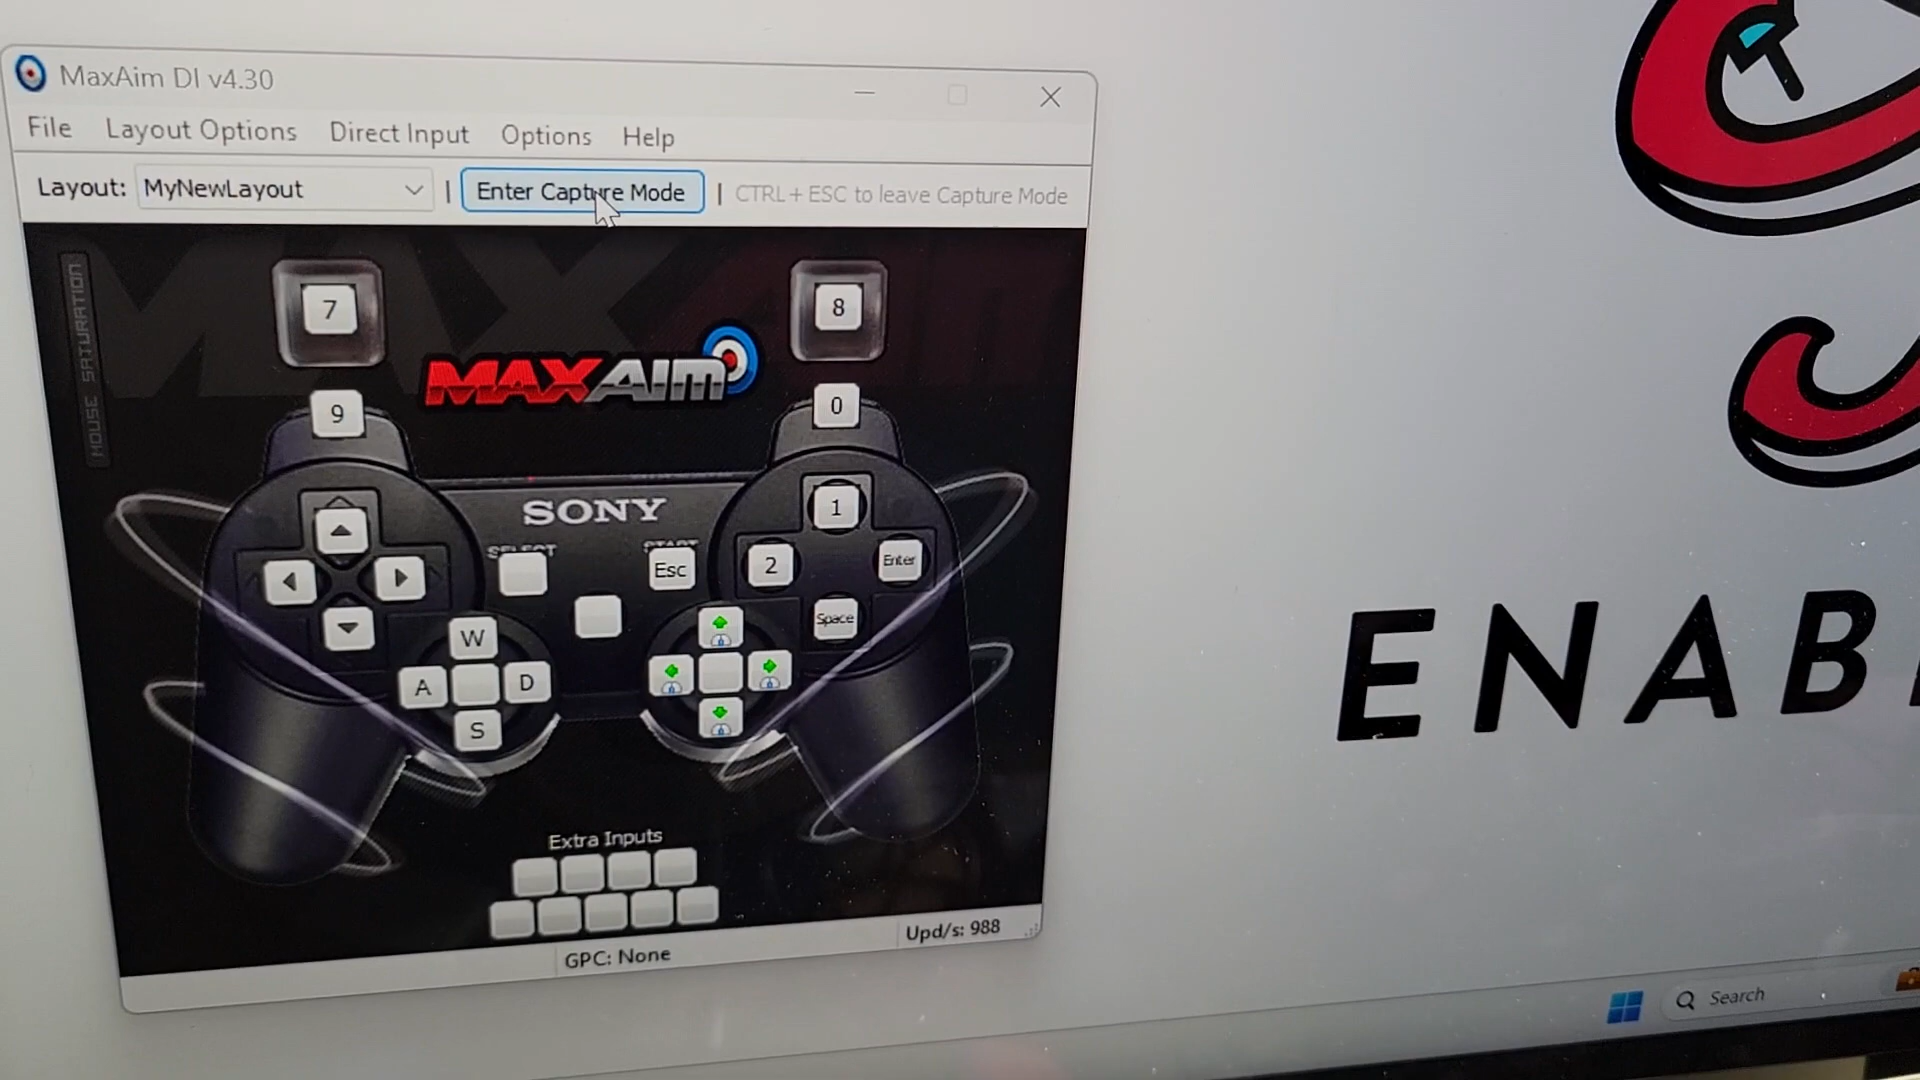 MaxAim DI v4.30
File Layout Options Direct Input Options Help
Layout: MyNewLayout | Enter Capture Mode | CTRL+ESC to leave Capture Mode
MOUSE SATURATION
7 8
MAXAIM
9 0
SONY
1
SELECT START
Esc 2 Enter
Space
W
A D
S
Extra Inputs
GPC: None Upd/s: 988
ENAB
Search